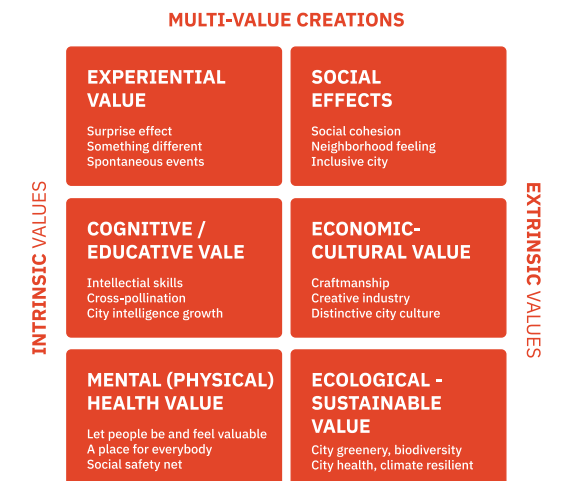 MULTI-VALUE CREATIONS
INTRINSIC VALUES
EXPERIENTIAL
VALUE
Surprise effect
Something different
Spontaneous events
SOCIAL
EFFECTS
Social cohesion
Neighborhood feeling
Inclusive city
COGNITIVE /
EDUCATIVE VALE
Intellectial skills
Cross-pollination
City intelligence growth
ECONOMIC-
CULTURAL VALUE
Craftmanship
Creative industry
Distinctive city culture
MENTAL (PHYSICAL)
HEALTH VALUE
Let people be and feel valuable
A place for everybody
Social safety net
ECOLOGICAL -
SUSTAINABLE
VALUE
City greenery, biodiversity
City health, climate resilient
EXTRINSIC VALUES